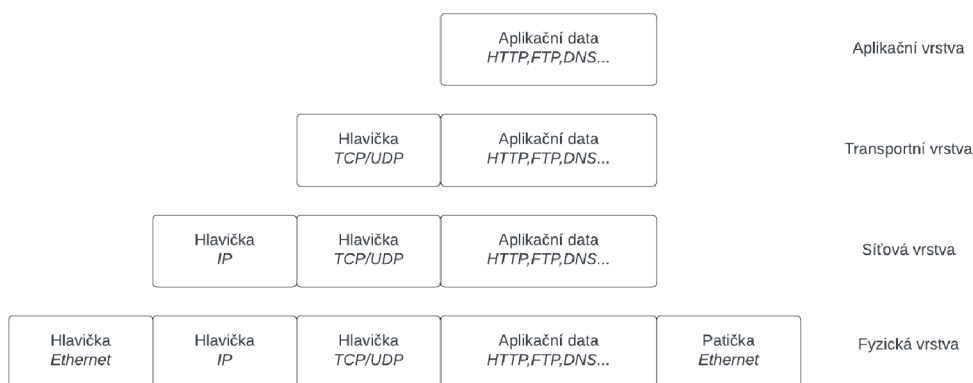 Aplikační data
HTTP,FTP,DNS...
Aplikační vrstva
Hlavička
TCP/UDP
Aplikační data
HTTP,FTP,DNS...
Transportní vrstva
Hlavička
IP
Hlavička
TCP/UDP
Aplikační data
HTTP,FTP,DNS...
Síťová vrstva
Hlavička
Ethernet
Hlavička
IP
Hlavička
TCP/UDP
Aplikační data
HTTP,FTP,DNS...
Patička
Ethernet
Fyzická vrstva